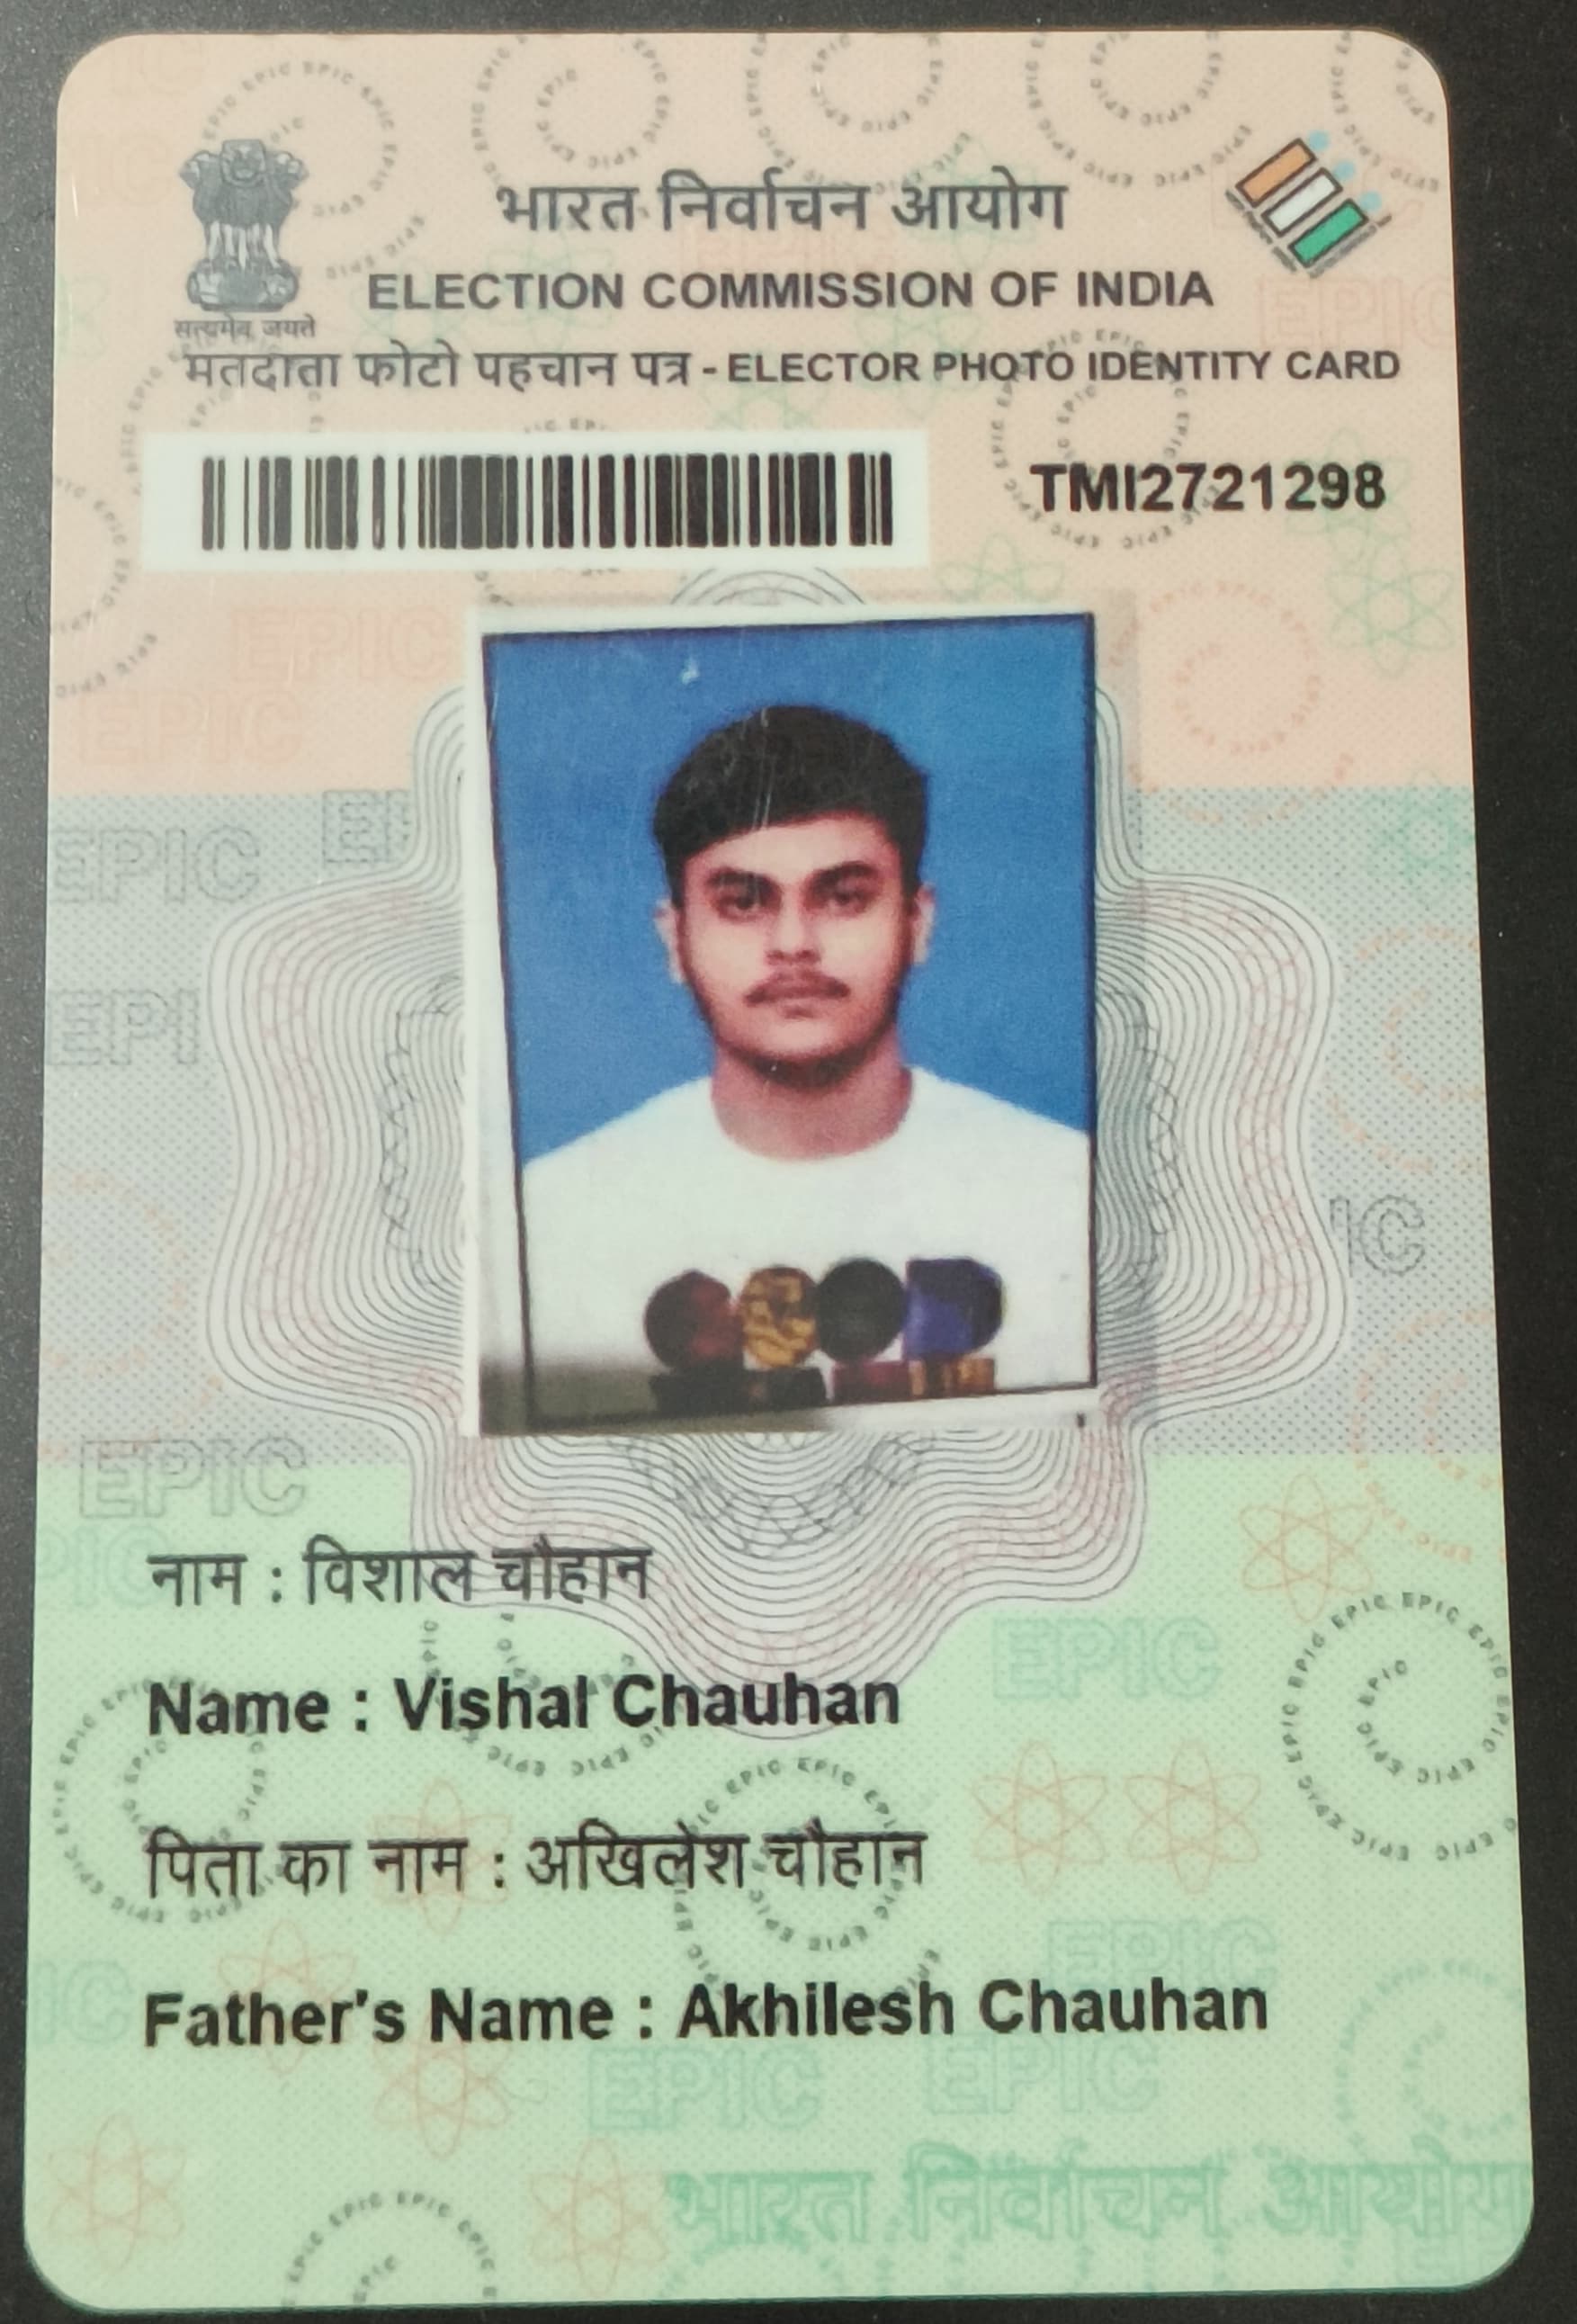 भारत निर्वाचन आयोग
ELECTION COMMISSION OF INDIA
सत्यमेव जयते
मतदाता फोटो पहचान पत्र - ELECTOR PHOTO IDENTITY CARD
TMI2721298
नाम : विशाल चौहान
Name : Vishal Chauhan
पिता का नाम : अखिलेश चौहान
Father's Name : Akhilesh Chauhan
भारत निर्वाचन आयोग